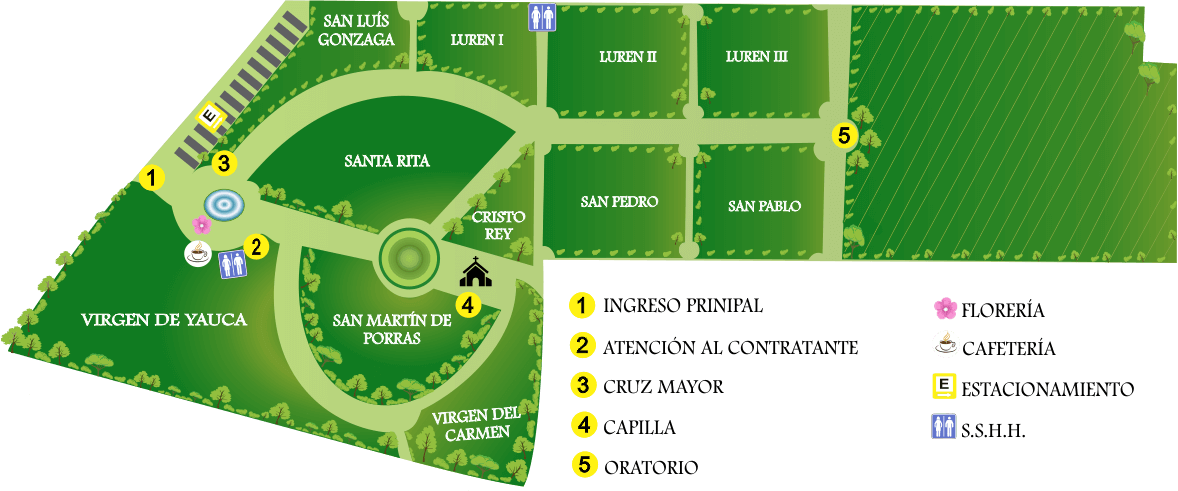 SAN LUÍS
GONZAGA
LUREN I
LUREN II
LUREN III
E
5
3
SANTA RITA
1
SAN PEDRO
SAN PABLO
CRISTO
REY
2
4
VIRGEN DE YAUCA
SAN MARTÍN DE
PORRAS
VIRGEN DEL
CARMEN
1 INGRESO PRINIPAL
2 ATENCIÓN AL CONTRATANTE
3 CRUZ MAYOR
4 CAPILLA
5 ORATORIO
FLORERÍA
CAFETERÍA
E ESTACIONAMIENTO
S.S.H.H.